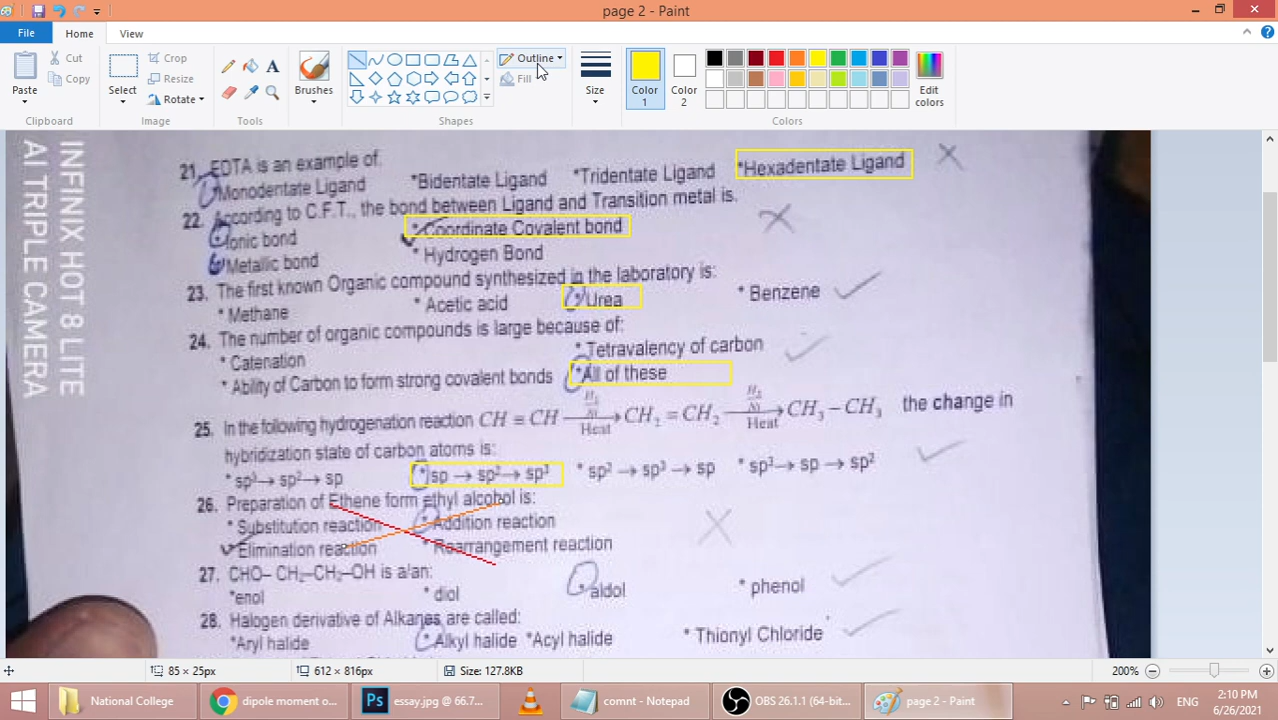 page 2 - Paint
File
Home
View
Paste
Cut
Copy
Clipboard
Select
Crop
Resize
Rotate
Image
A
Tools
Brushes
Shapes
Outline
Fill
Size
Color 1
Color 2
Edit colors
Colors
INFINIX HOT 8 LITE
AI TRIPLE CAMERA
21. EDTA is an example of:
*Monodentate Ligand *Bidentate Ligand *Tridentate Ligand *Hexadentate Ligand
22. According to C.F.T., the bond between Ligand and Transition metal is.
*Ionic bond *Coordinate Covalent bond
*Metallic bond * Hydrogen Bond
23. The first known Organic compound synthesized in the laboratory is:
* Methane * Acetic acid * Urea * Benzene
24. The number of organic compounds is large because of:
* Catenation * Tetravalency of carbon
* Ability of Carbon to form strong covalent bonds *All of these
25. In the following hydrogenation reaction CH ≡ CH H₂ Ni Heat → CH₂ = CH₂ H₂ Ni Heat → CH₃ – CH₃ the change in
hybridization state of carbon atoms is:
* sp³→ sp²→ sp *sp → sp²→ sp³ * sp² → sp³ → sp * sp³→ sp → sp²
26. Preparation of Ethene form ethyl alcohol is:
* Substitution reaction * Addition reaction
* Elimination reaction * Rearrangement reaction
27. CHO– CH₂–CH₂–OH is a/an:
*enol * diol * aldol * phenol
28. Halogen derivative of Alkanes are called:
*Aryl halide * Alkyl halide *Acyl halide * Thionyl Chloride
85 × 25px
612 × 816px
Size: 127.8KB
200%
National College
dipole moment o...
Ps
essay.jpg @ 66.7...
comnt - Notepad
OBS 26.1.1 (64-bit...
page 2 - Paint
ENG
2:10 PM
6/26/2021